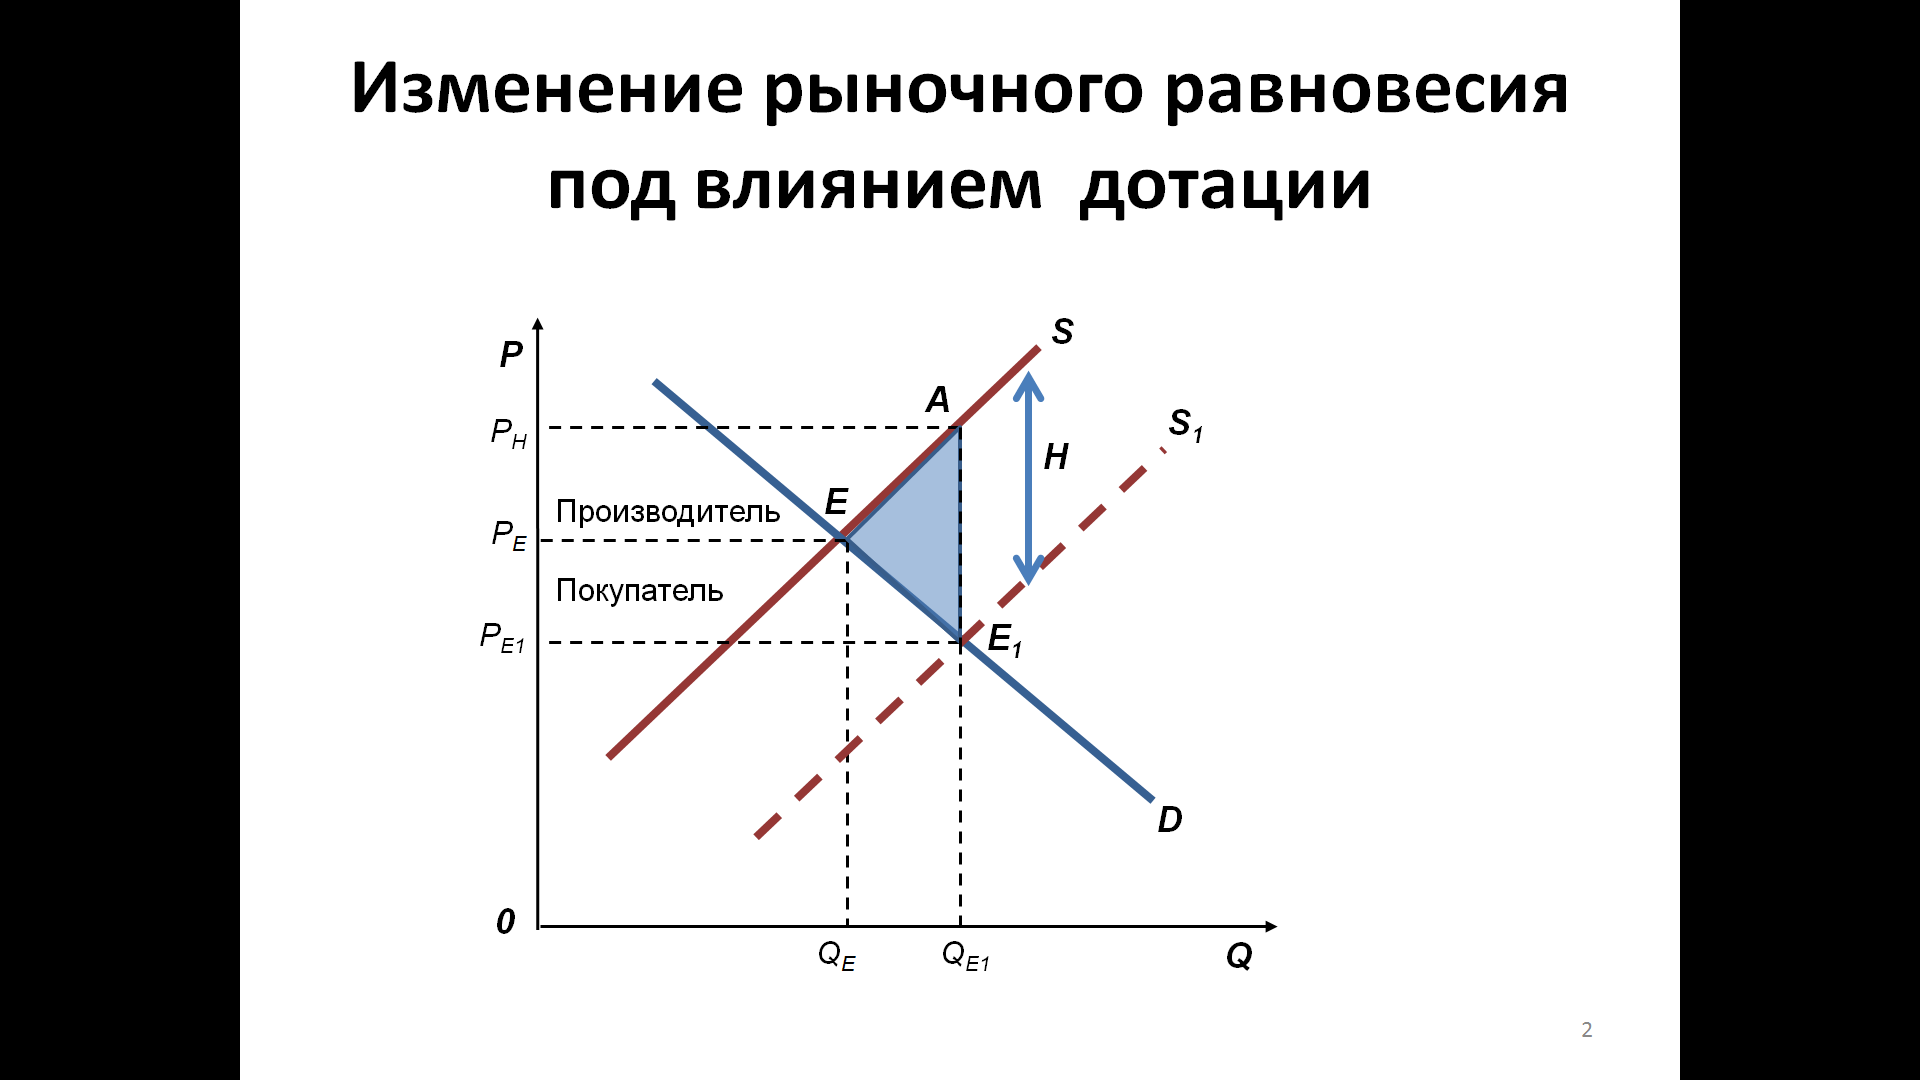 Изменение рыночного равновесия
под влиянием дотации
S
P
A
S1
PH
H
E
Производитель
PE
Покупатель
PE1
E1
D
0
QE
QE1
Q
2